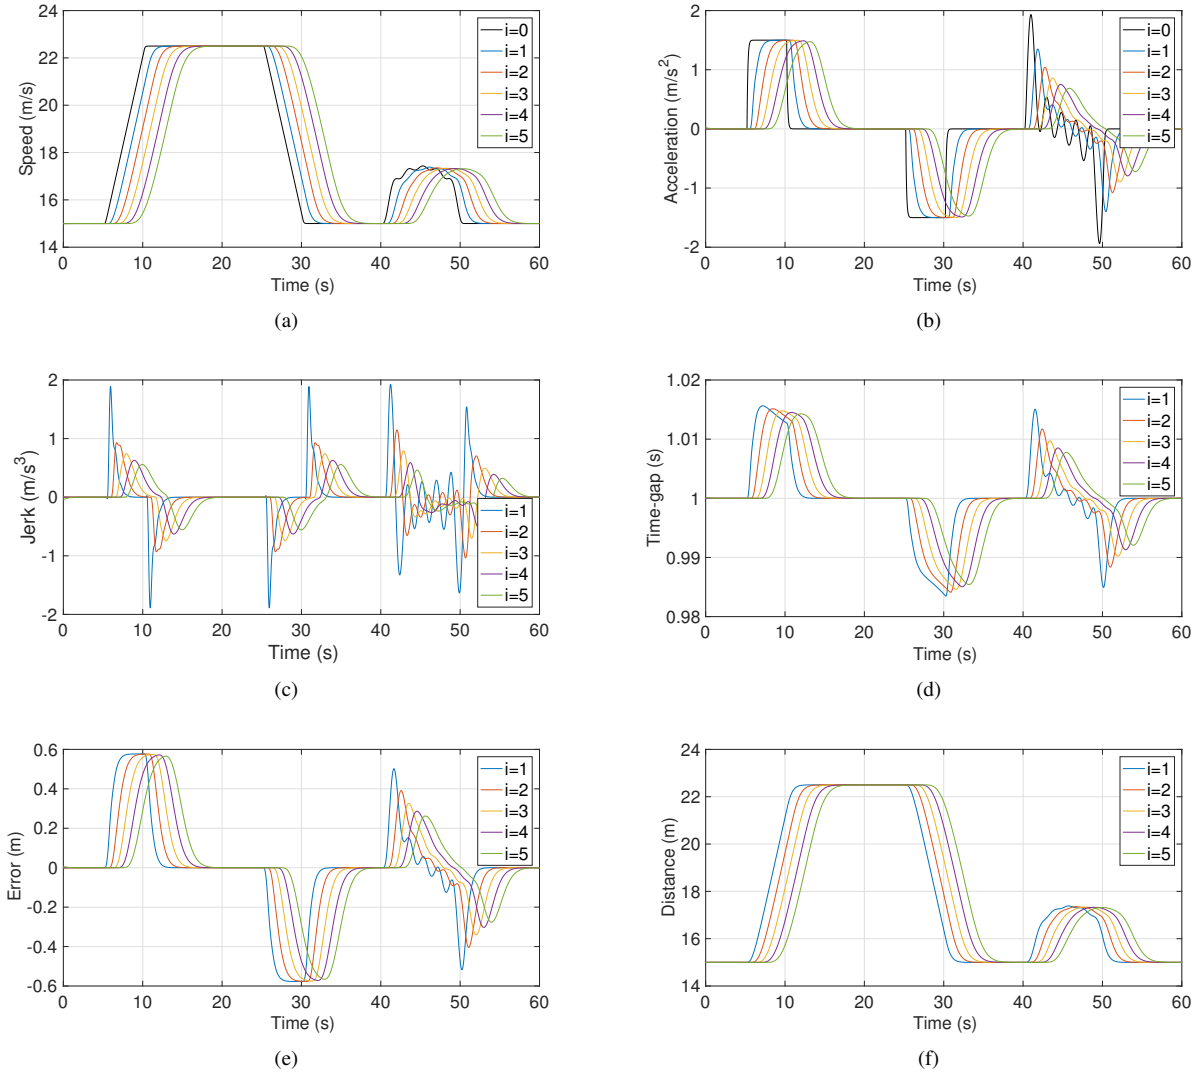 24
22
20
18
16
14
Speed (m/s)
0 10 20 30 40 50 60
Time (s)
i=0
i=1
i=2
i=3
i=4
i=5
(a)
2
1
0
-1
-2
Acceleration (m/s²)
0 10 20 30 40 50 60
Time (s)
i=0
i=1
i=2
i=3
i=4
i=5
(b)
2
1
0
-1
-2
Jerk (m/s³)
0 10 20 30 40 50 60
Time (s)
i=1
i=2
i=3
i=4
i=5
(c)
1.02
1.01
1
0.99
0.98
Time-gap (s)
0 10 20 30 40 50 60
Time (s)
i=1
i=2
i=3
i=4
i=5
(d)
0.6
0.4
0.2
0
-0.2
-0.4
-0.6
Error (m)
0 10 20 30 40 50 60
Time (s)
i=1
i=2
i=3
i=4
i=5
(e)
24
22
20
18
16
14
Distance (m)
0 10 20 30 40 50 60
Time (s)
i=1
i=2
i=3
i=4
i=5
(f)